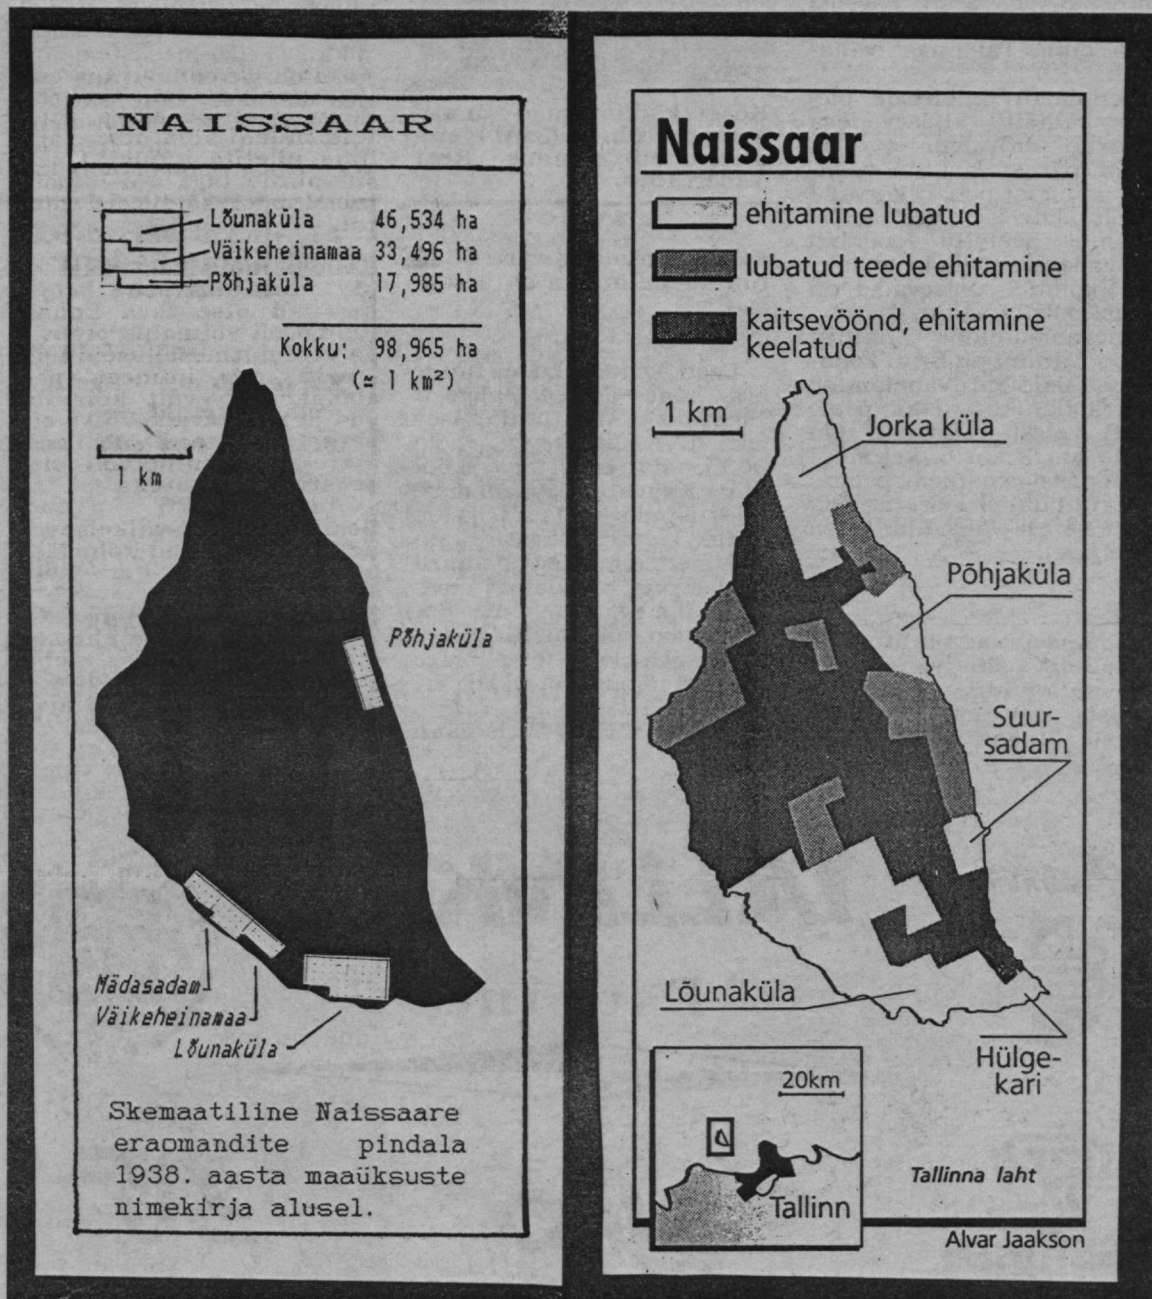 NAISSAAR
Lõunaküla 46,534 ha
Väikeheinamaa 33,496 ha
Põhjaküla 17,985 ha
Kokku: 98,965 ha
(≃ 1 km²)
1 km
Põhjaküla
Mädasadam
Väikeheinamaa
Lõunaküla
Skemaatiline Naissaare
eraomandite pindala
1938. aasta maaüksuste
nimekirja alusel.
Naissaar
ehitamine lubatud
lubatud teede ehitamine
kaitsevöönd, ehitamine
keelatud
1 km
Jorka küla
Põhjaküla
Suur-
sadam
Lõunaküla
Hülge-
kari
20km
Tallinn
Tallinna laht
Alvar Jaakson